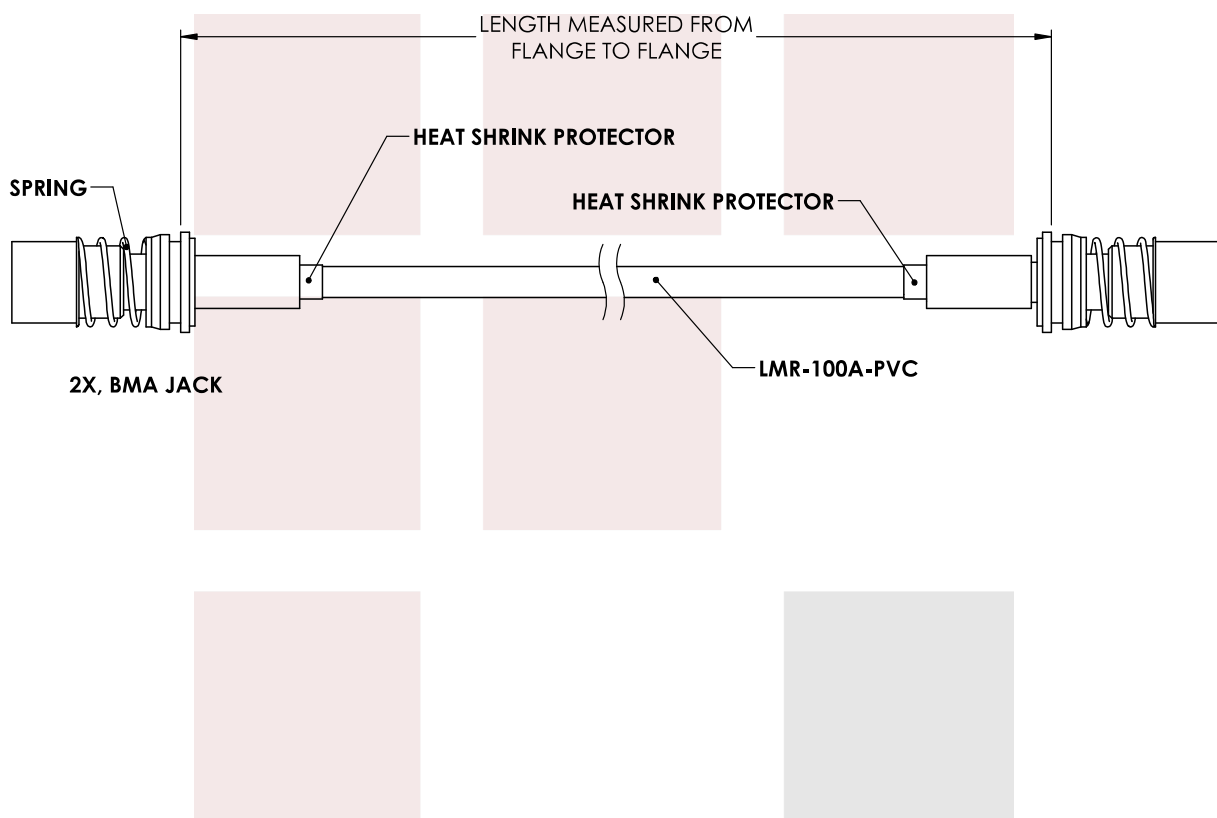 LENGTH MEASURED FROM
FLANGE TO FLANGE
HEAT SHRINK PROTECTOR
SPRING
HEAT SHRINK PROTECTOR
LMR-100A-PVC
2X, BMA JACK